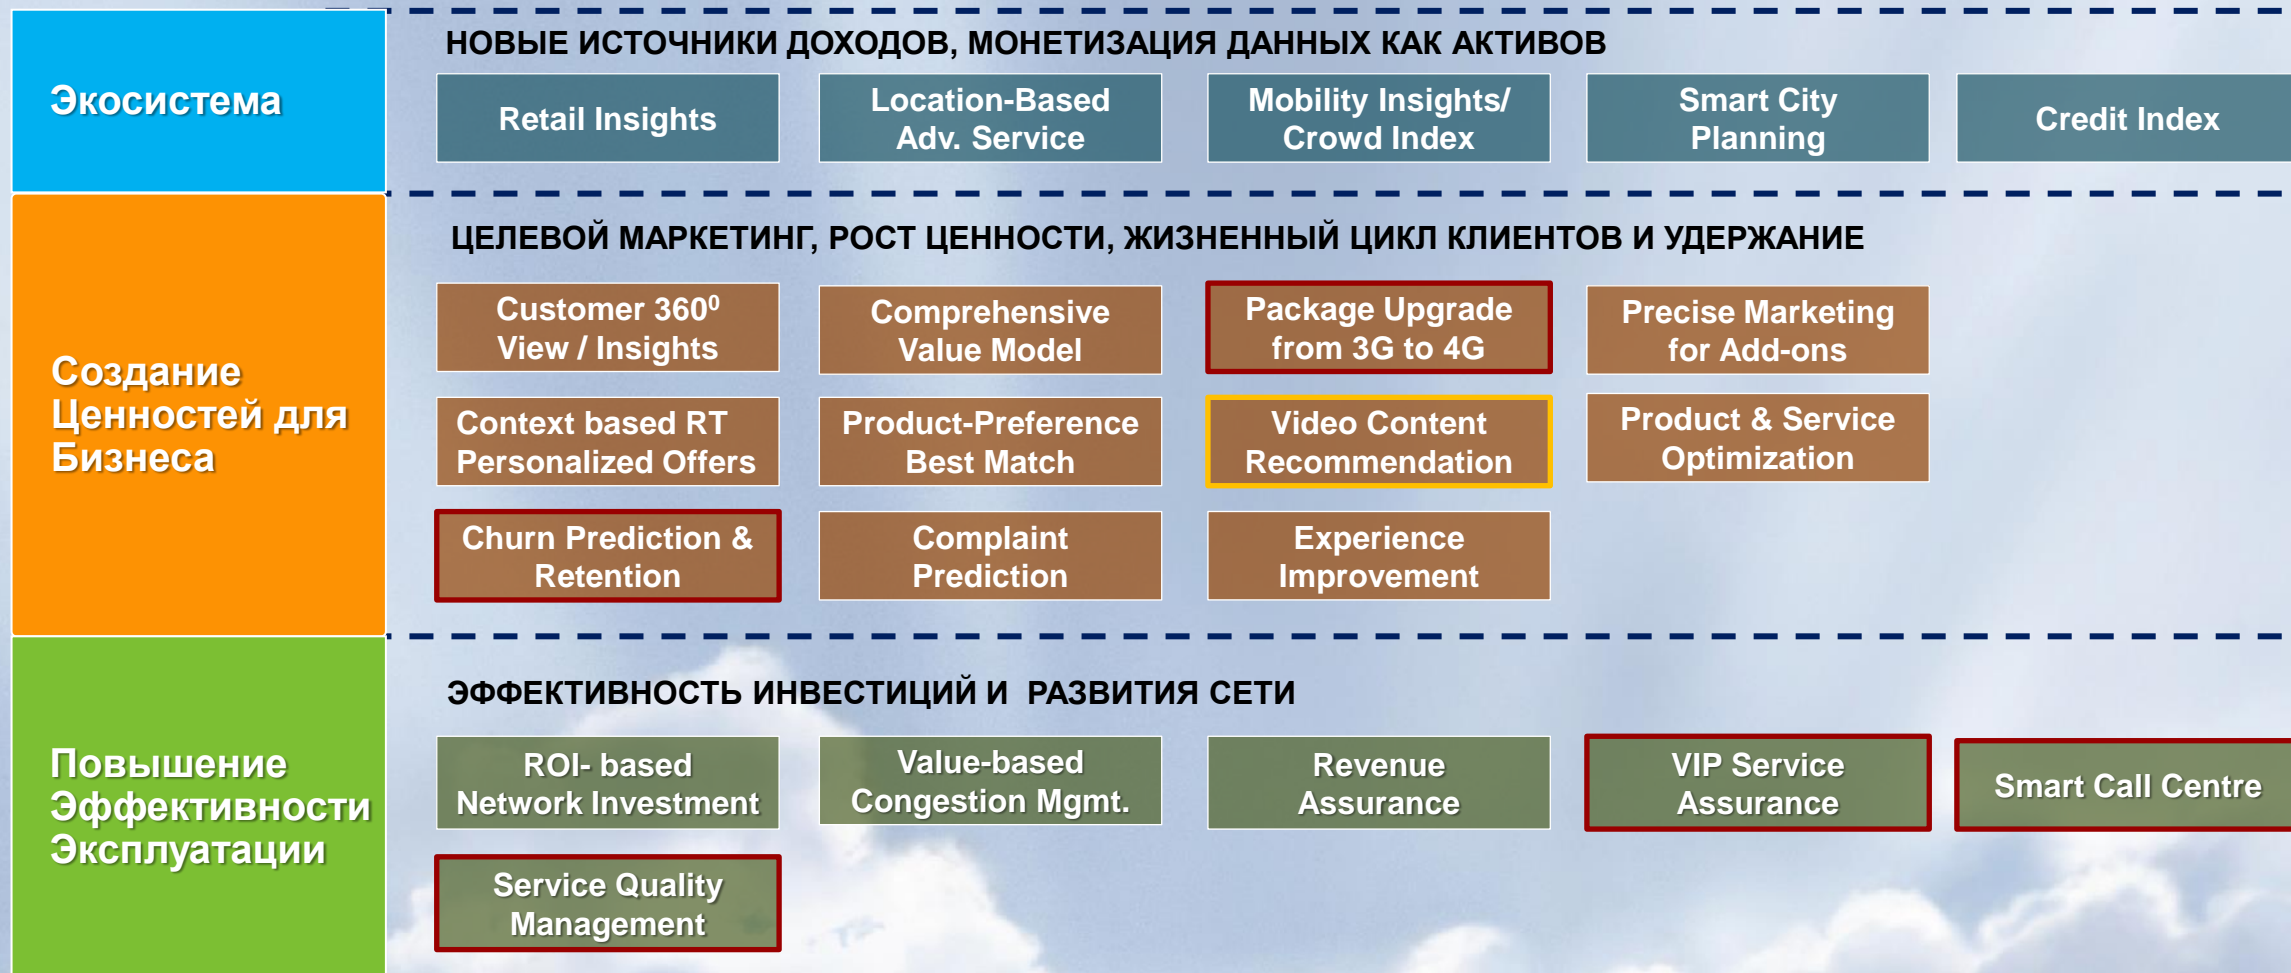 Экосистема
НОВЫЕ ИСТОЧНИКИ ДОХОДОВ, МОНЕТИЗАЦИЯ ДАННЫХ КАК АКТИВОВ
Retail Insights
Location-Based
Adv. Service
Mobility Insights/
Crowd Index
Smart City
Planning
Credit Index
Создание
Ценностей для
Бизнеса
ЦЕЛЕВОЙ МАРКЕТИНГ, РОСТ ЦЕННОСТИ, ЖИЗНЕННЫЙ ЦИКЛ КЛИЕНТОВ И УДЕРЖАНИЕ
Customer 360⁰
View / Insights
Comprehensive
Value Model
Package Upgrade
from 3G to 4G
Precise Marketing
for Add-ons
Context based RT
Personalized Offers
Product-Preference
Best Match
Video Content
Recommendation
Product & Service
Optimization
Churn Prediction &
Retention
Complaint
Prediction
Experience
Improvement
Повышение
Эффективности
Эксплуатации
ЭФФЕКТИВНОСТЬ ИНВЕСТИЦИЙ И РАЗВИТИЯ СЕТИ
ROI- based
Network Investment
Value-based
Congestion Mgmt.
Revenue
Assurance
VIP Service
Assurance
Smart Call Centre
Service Quality
Management